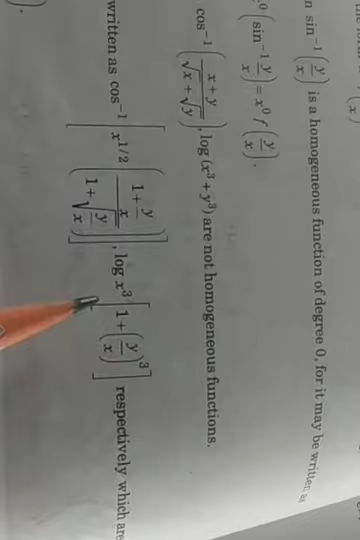 n sin⁻¹ (y/x) is a homogeneous function of degree 0, for it may be written a
⁰ (sin⁻¹ y/x) = x⁰ f (y/x).
cos⁻¹ ((x + y)/(√x + √y)), log (x³ + y³) are not homogeneous functions.
written as cos⁻¹ [x^{1/2} ((1 + y/x)/(1 + √(y/x)))], log x³ [1 + (y/x)³] respectively which are
).